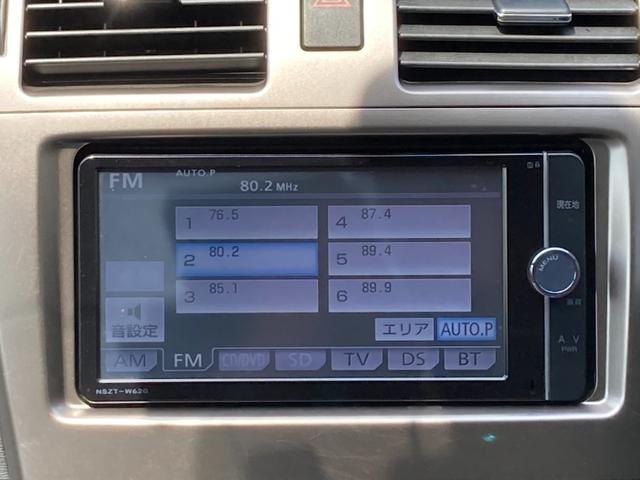 FM
AUTO.P
80.2 MHz
1 76.5
4 87.4
2 80.2
5 89.4
3 85.1
6 89.9
音設定
エリア
AUTO.P
AM
FM
CD/DVD
SD
TV
DS
BT
現在地
MENU
画質
A V
PWR
NSZT-W62G